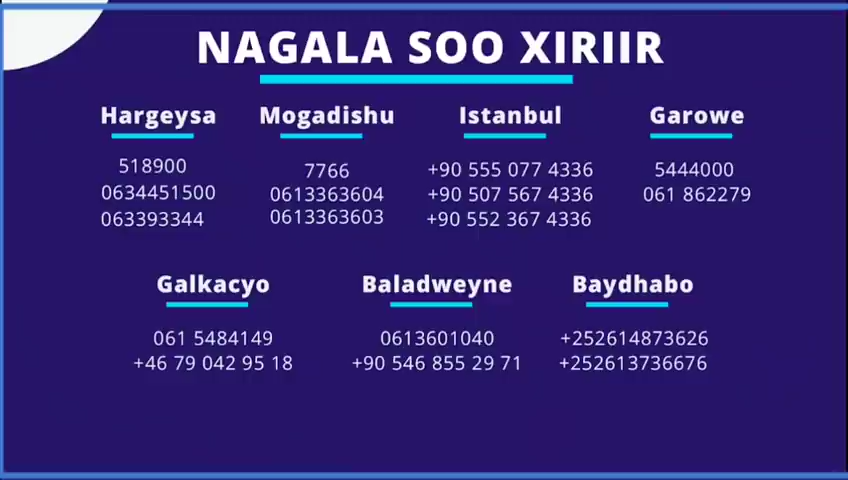 NAGALA SOO XIRIIR
Hargeysa
518900
0634451500
063393344
Mogadishu
7766
0613363604
0613363603
Istanbul
+90 555 077 4336
+90 507 567 4336
+90 552 367 4336
Garowe
5444000
061 862279
Galkacyo
061 5484149
+46 79 042 95 18
Baladweyne
0613601040
+90 546 855 29 71
Baydhabo
+252614873626
+252613736676